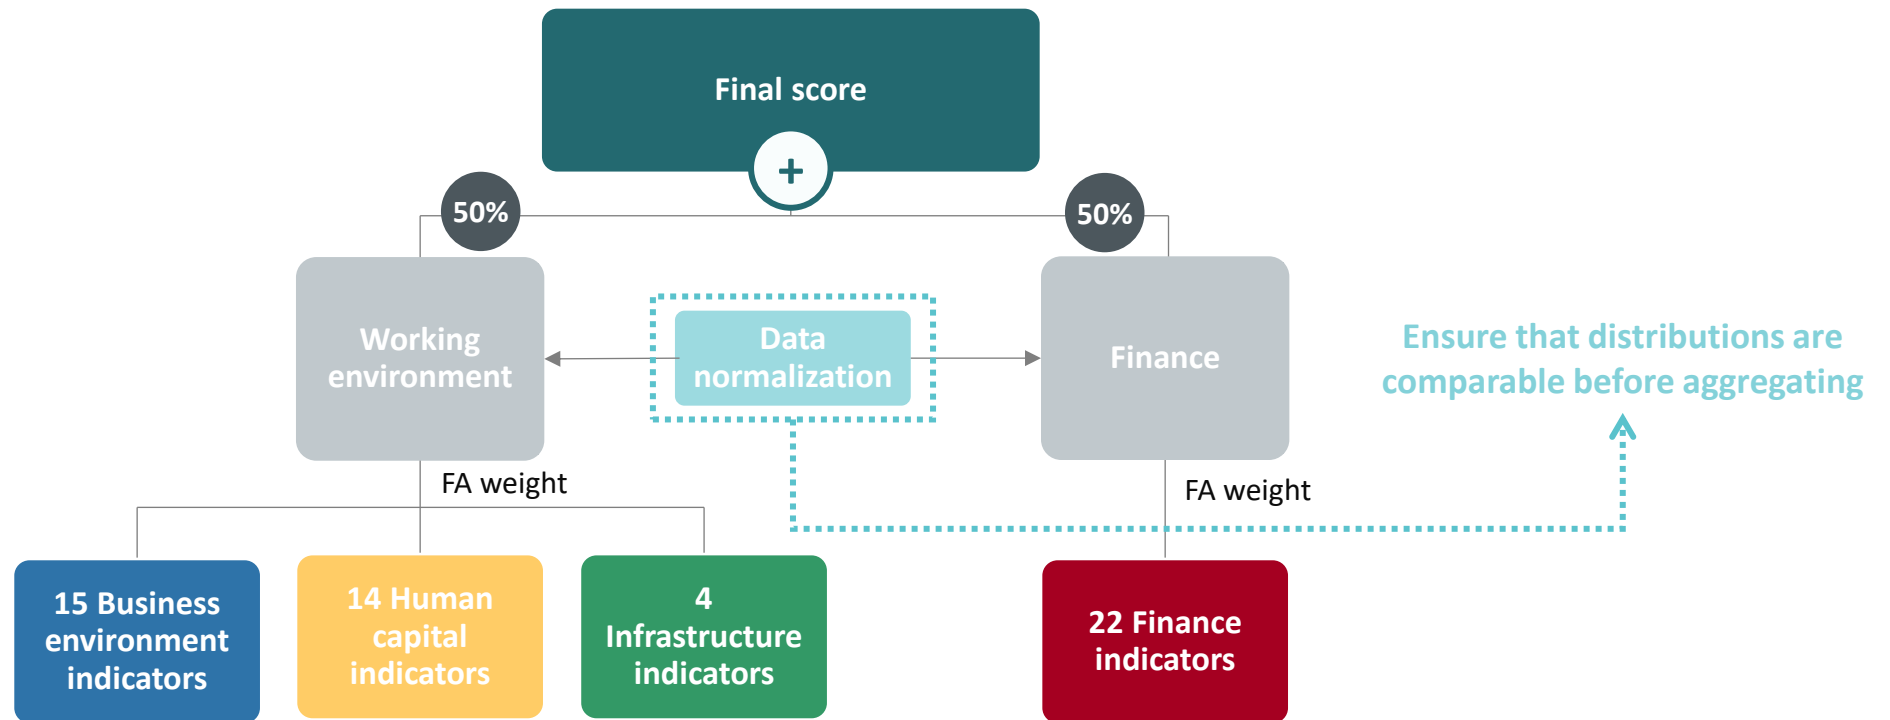 Final score
+
50%
50%
Working
environment
Data
normalization
Finance
Ensure that distributions are
comparable before aggregating
FA weight
FA weight
15 Business
environment
indicators
14 Human
capital
indicators
4
Infrastructure
indicators
22 Finance
indicators